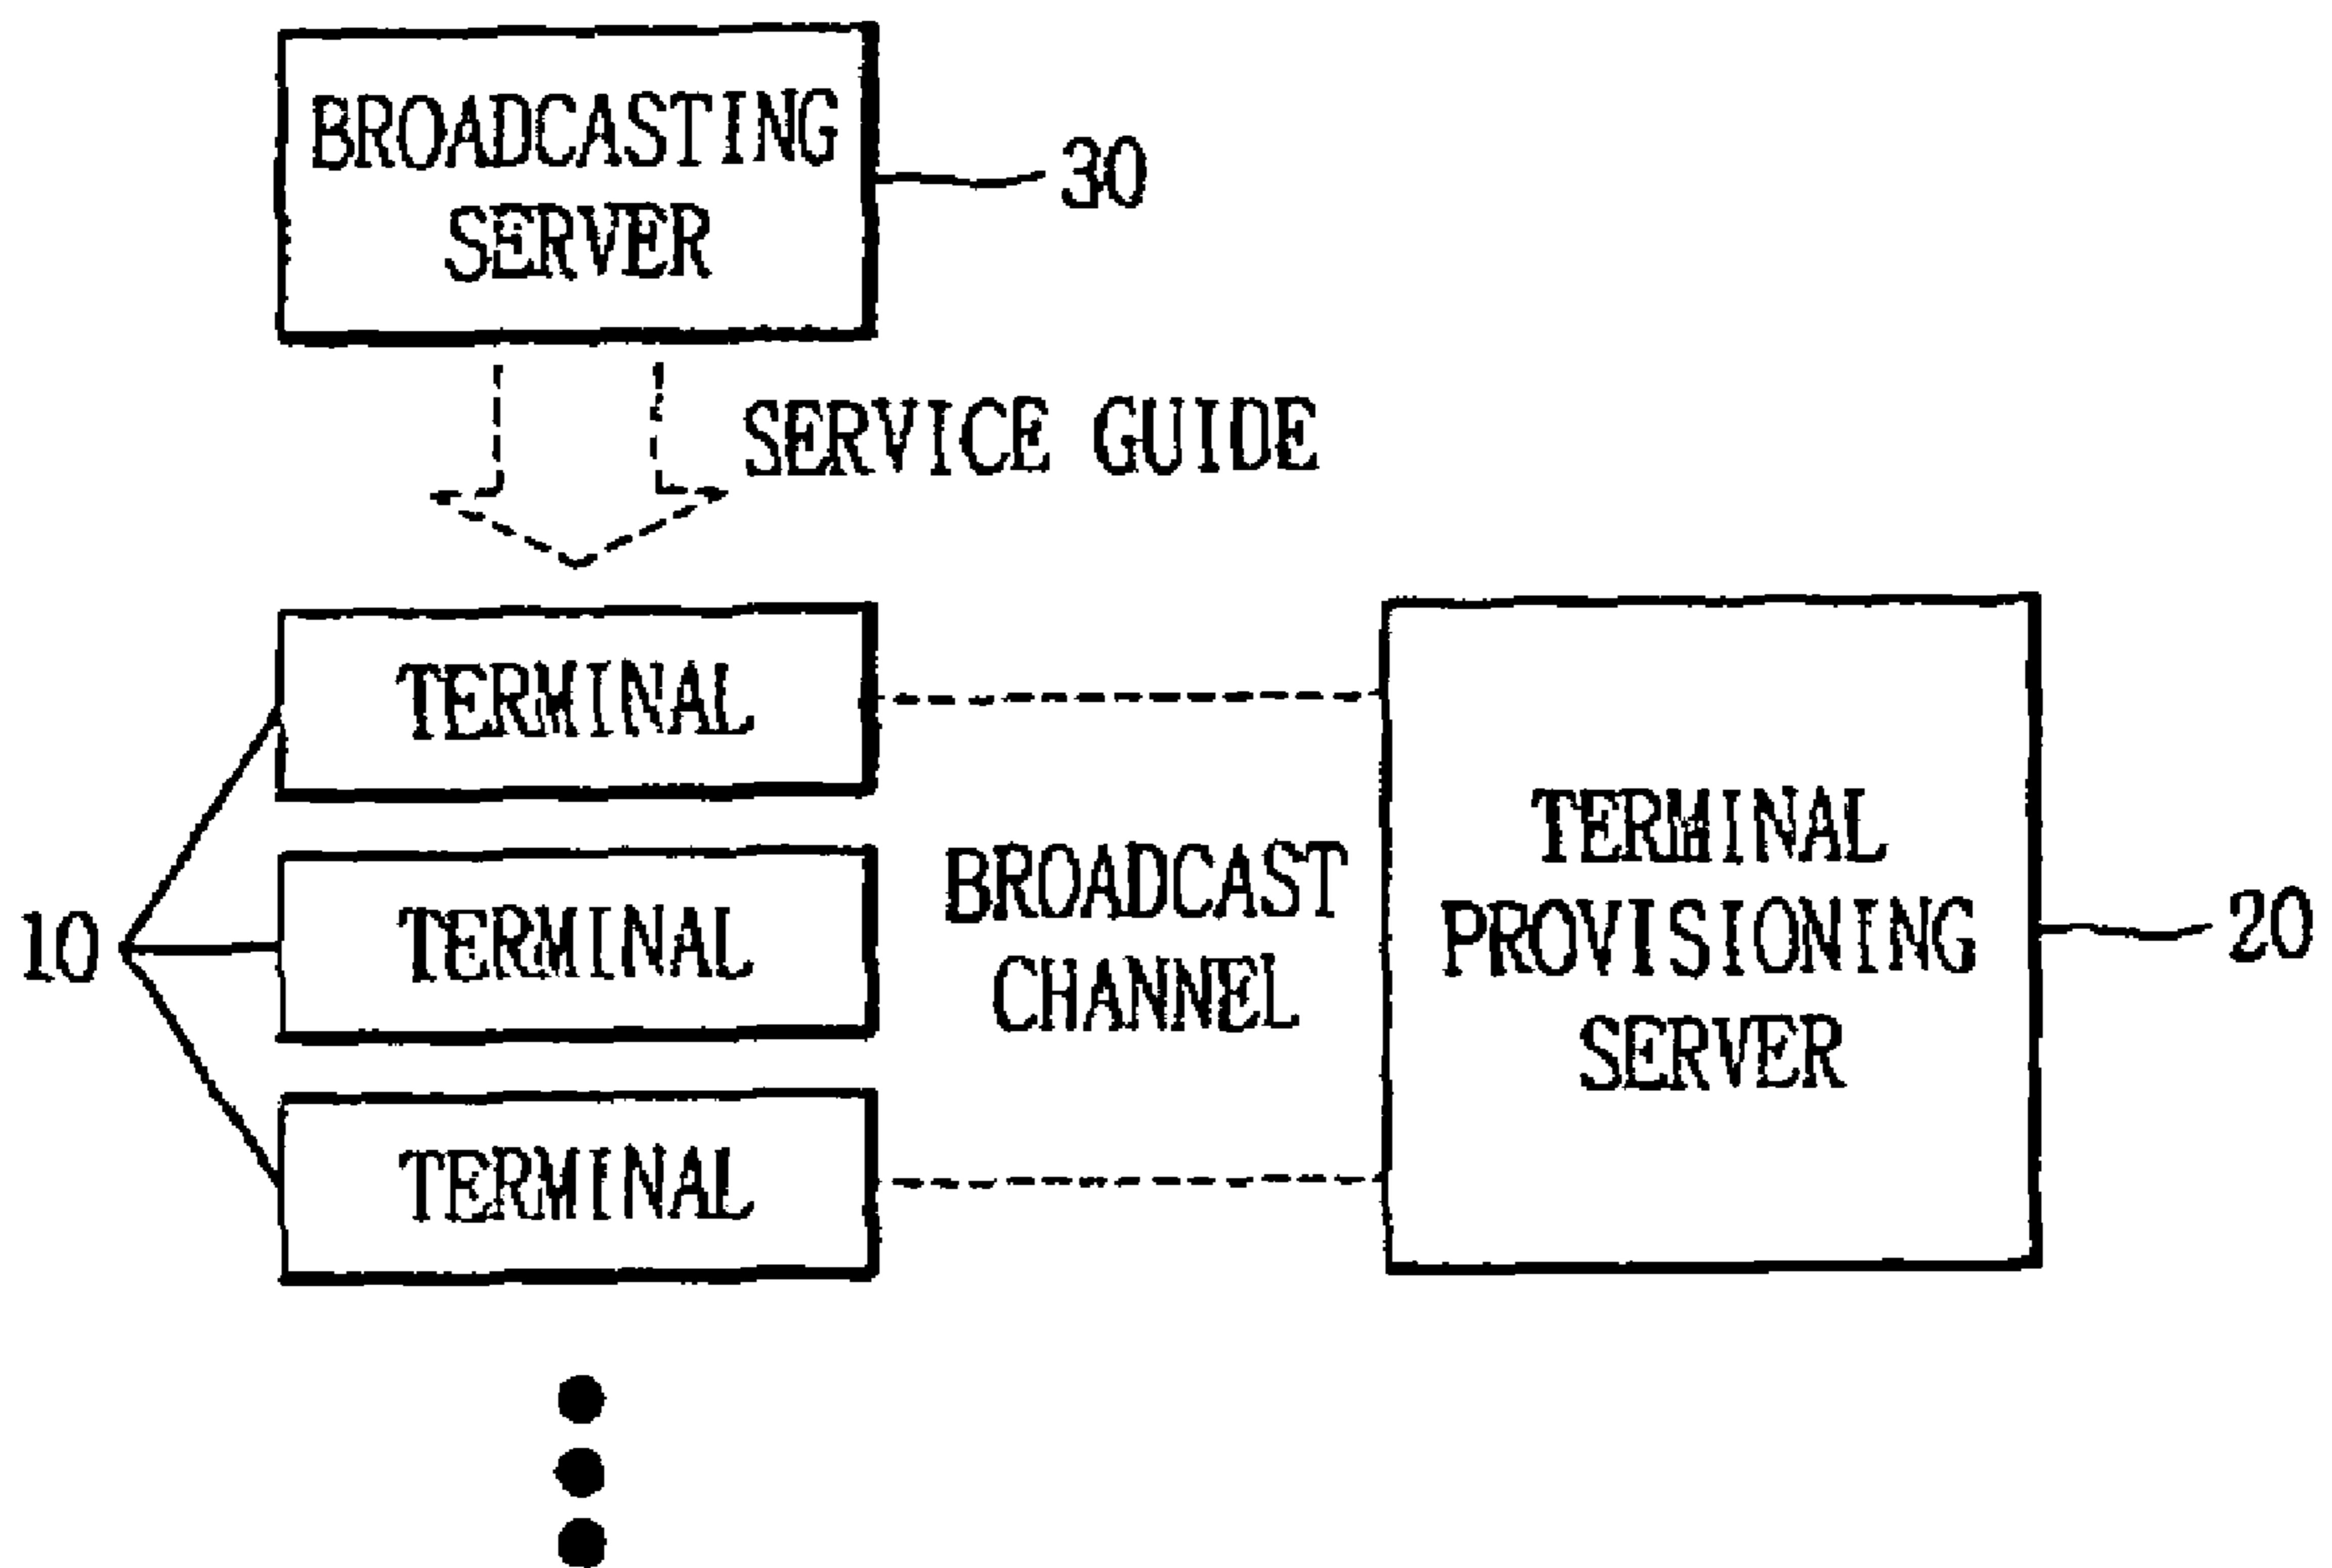 BROADCASTING
SERVER
30
SERVICE GUIDE
TERMINAL
TERMINAL
TERMINAL
10
BROADCAST
CHANNEL
TERMINAL
PROVISIONING
SERVER
20